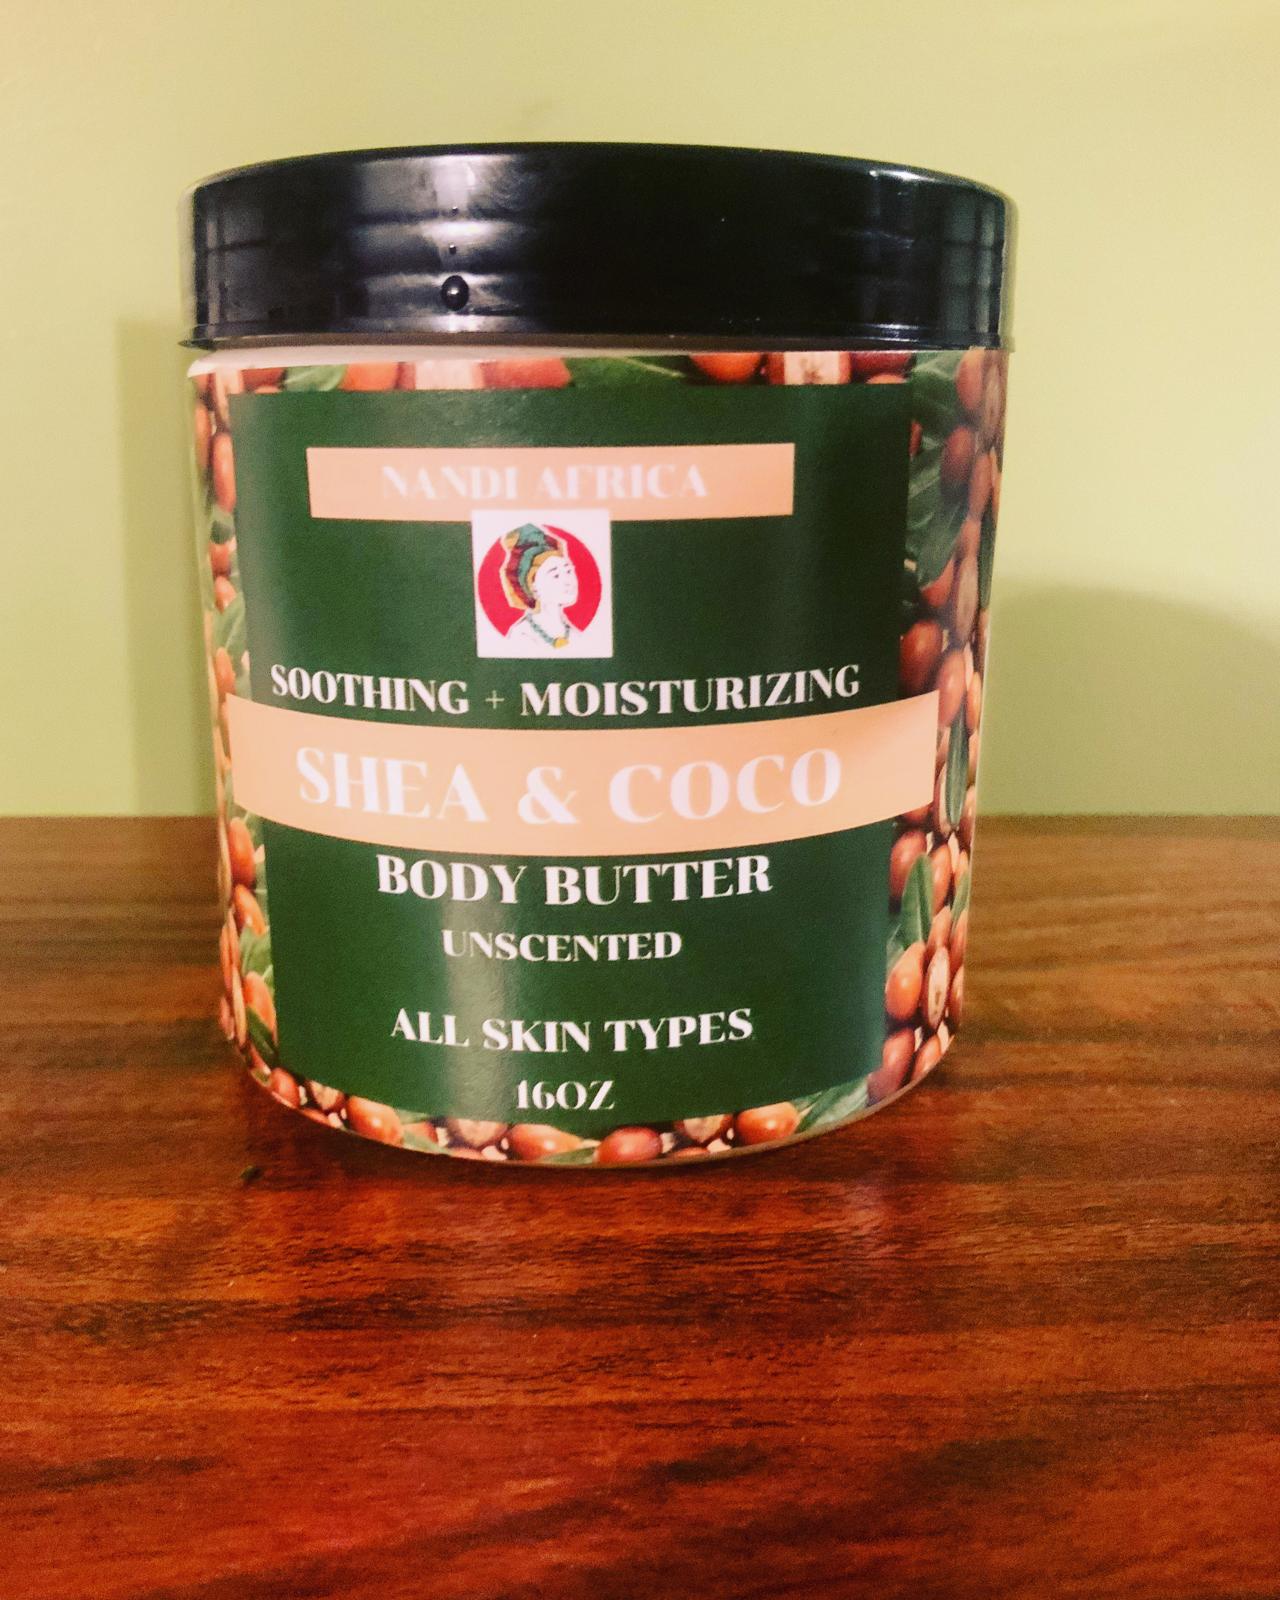 NANDI AFRICA
SOOTHING + MOISTURIZING
SHEA & COCO
BODY BUTTER
UNSCENTED
ALL SKIN TYPES
16OZ